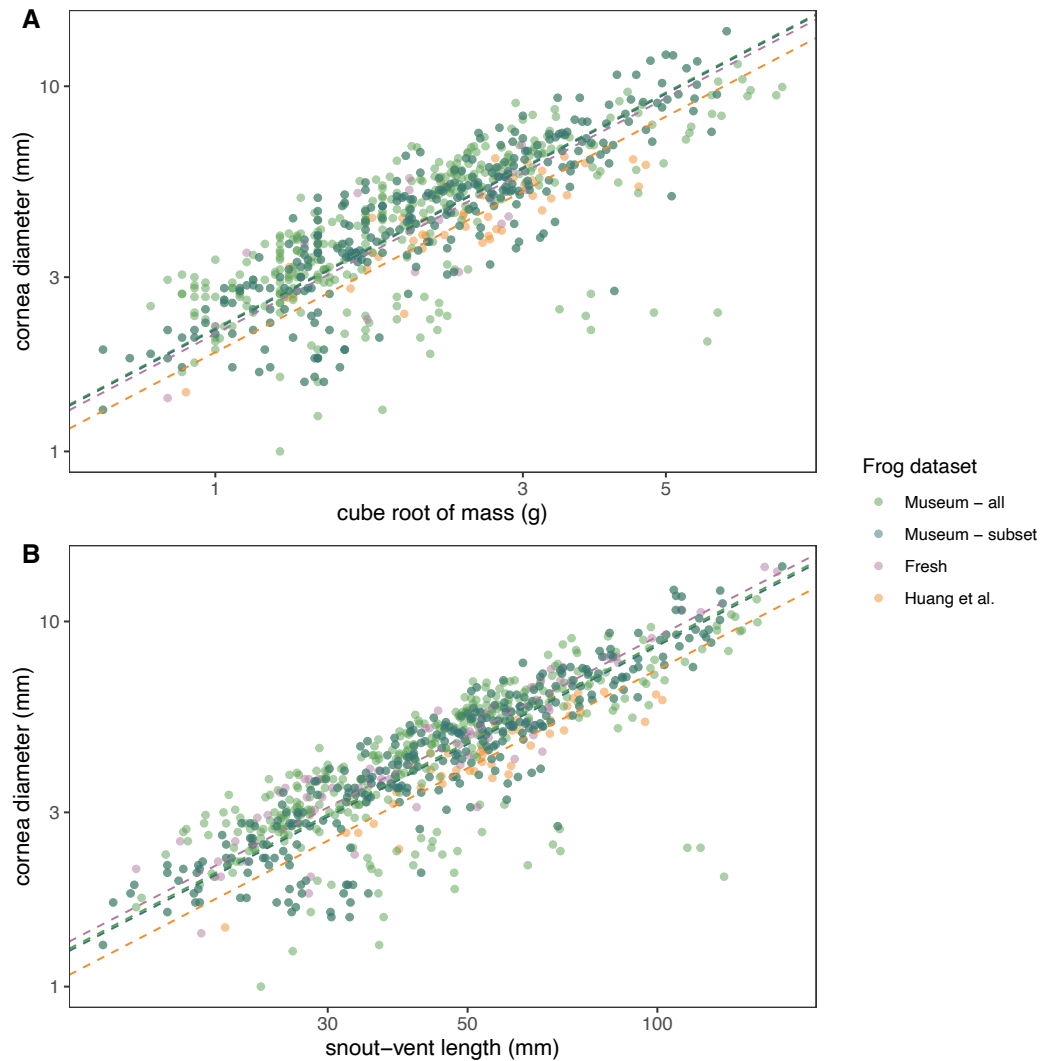 A
10
3
1
cornea diameter (mm)
1
3
5
cube root of mass (g)
Frog dataset
Museum − all
Museum − subset
Fresh
Huang et al.
B
10
3
1
cornea diameter (mm)
30
50
100
snout−vent length (mm)